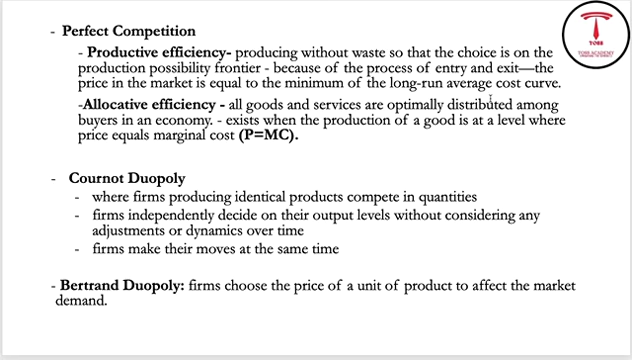 - Perfect Competition
- Productive efficiency- producing without waste so that the choice is on the
production possibility frontier - because of the process of entry and exit—the
price in the market is equal to the minimum of the long-run average cost curve.
-Allocative efficiency - all goods and services are optimally distributed among
buyers in an economy. - exists when the production of a good is at a level where
price equals marginal cost (P=MC).
- Cournot Duopoly
- where firms producing identical products compete in quantities
- firms independently decide on their output levels without considering any
adjustments or dynamics over time
- firms make their moves at the same time
- Bertrand Duopoly: firms choose the price of a unit of product to affect the market
demand.
TOBB